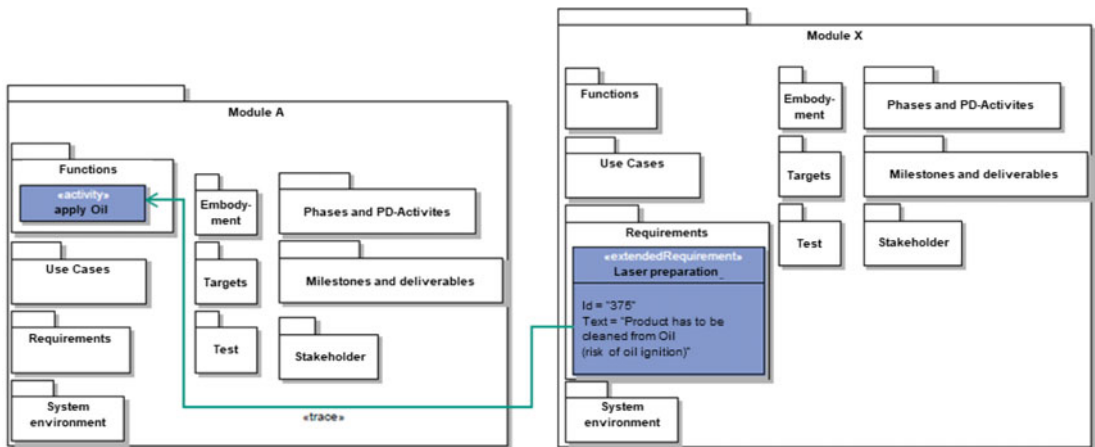 Module A
Functions
«activity»
apply Oil
Embody-
ment
Phases and PD-Activites
Use Cases
Targets
Milestones and deliverables
Requirements
Test
Stakeholder
System
environment
«trace»
Module X
Functions
Embody-
ment
Phases and PD-Activites
Use Cases
Targets
Milestones and deliverables
Requirements
«extendedRequirement»
Laser preparation_
Id = "375"
Text = "Product has to be
cleaned from Oil
(risk of oil ignition)"
Test
Stakeholder
System
environment